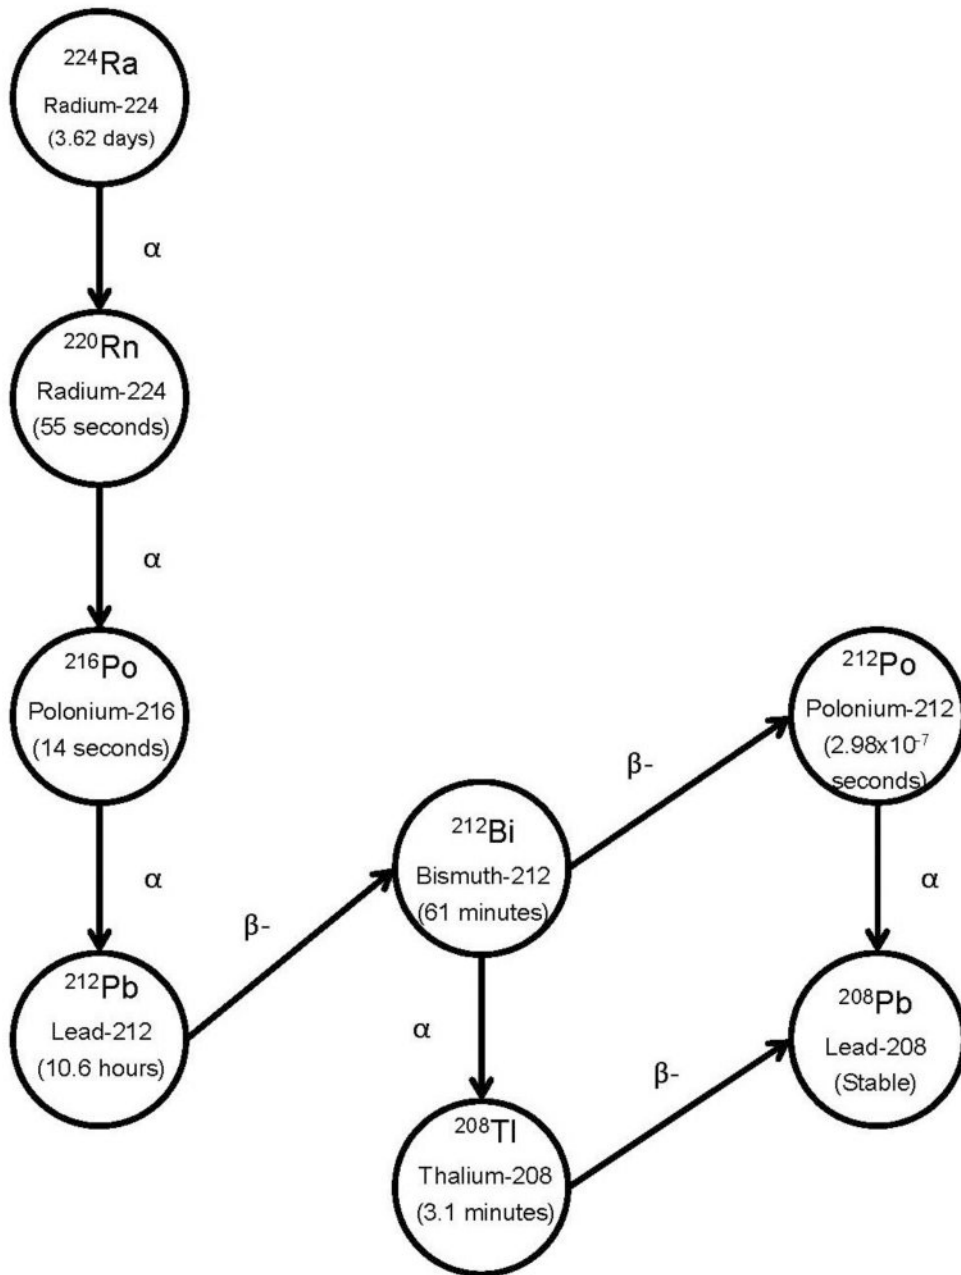 ²²⁴Ra
Radium-224
(3.62 days)
α
²²⁰Rn
Radium-224
(55 seconds)
α
²¹⁶Po
Polonium-216
(14 seconds)
α
²¹²Pb
Lead-212
(10.6 hours)
β-
²¹²Bi
Bismuth-212
(61 minutes)
β-
²¹²Po
Polonium-212
(2.98x10⁻⁷
seconds)
α
α
²⁰⁸Tl
Thalium-208
(3.1 minutes)
β-
²⁰⁸Pb
Lead-208
(Stable)